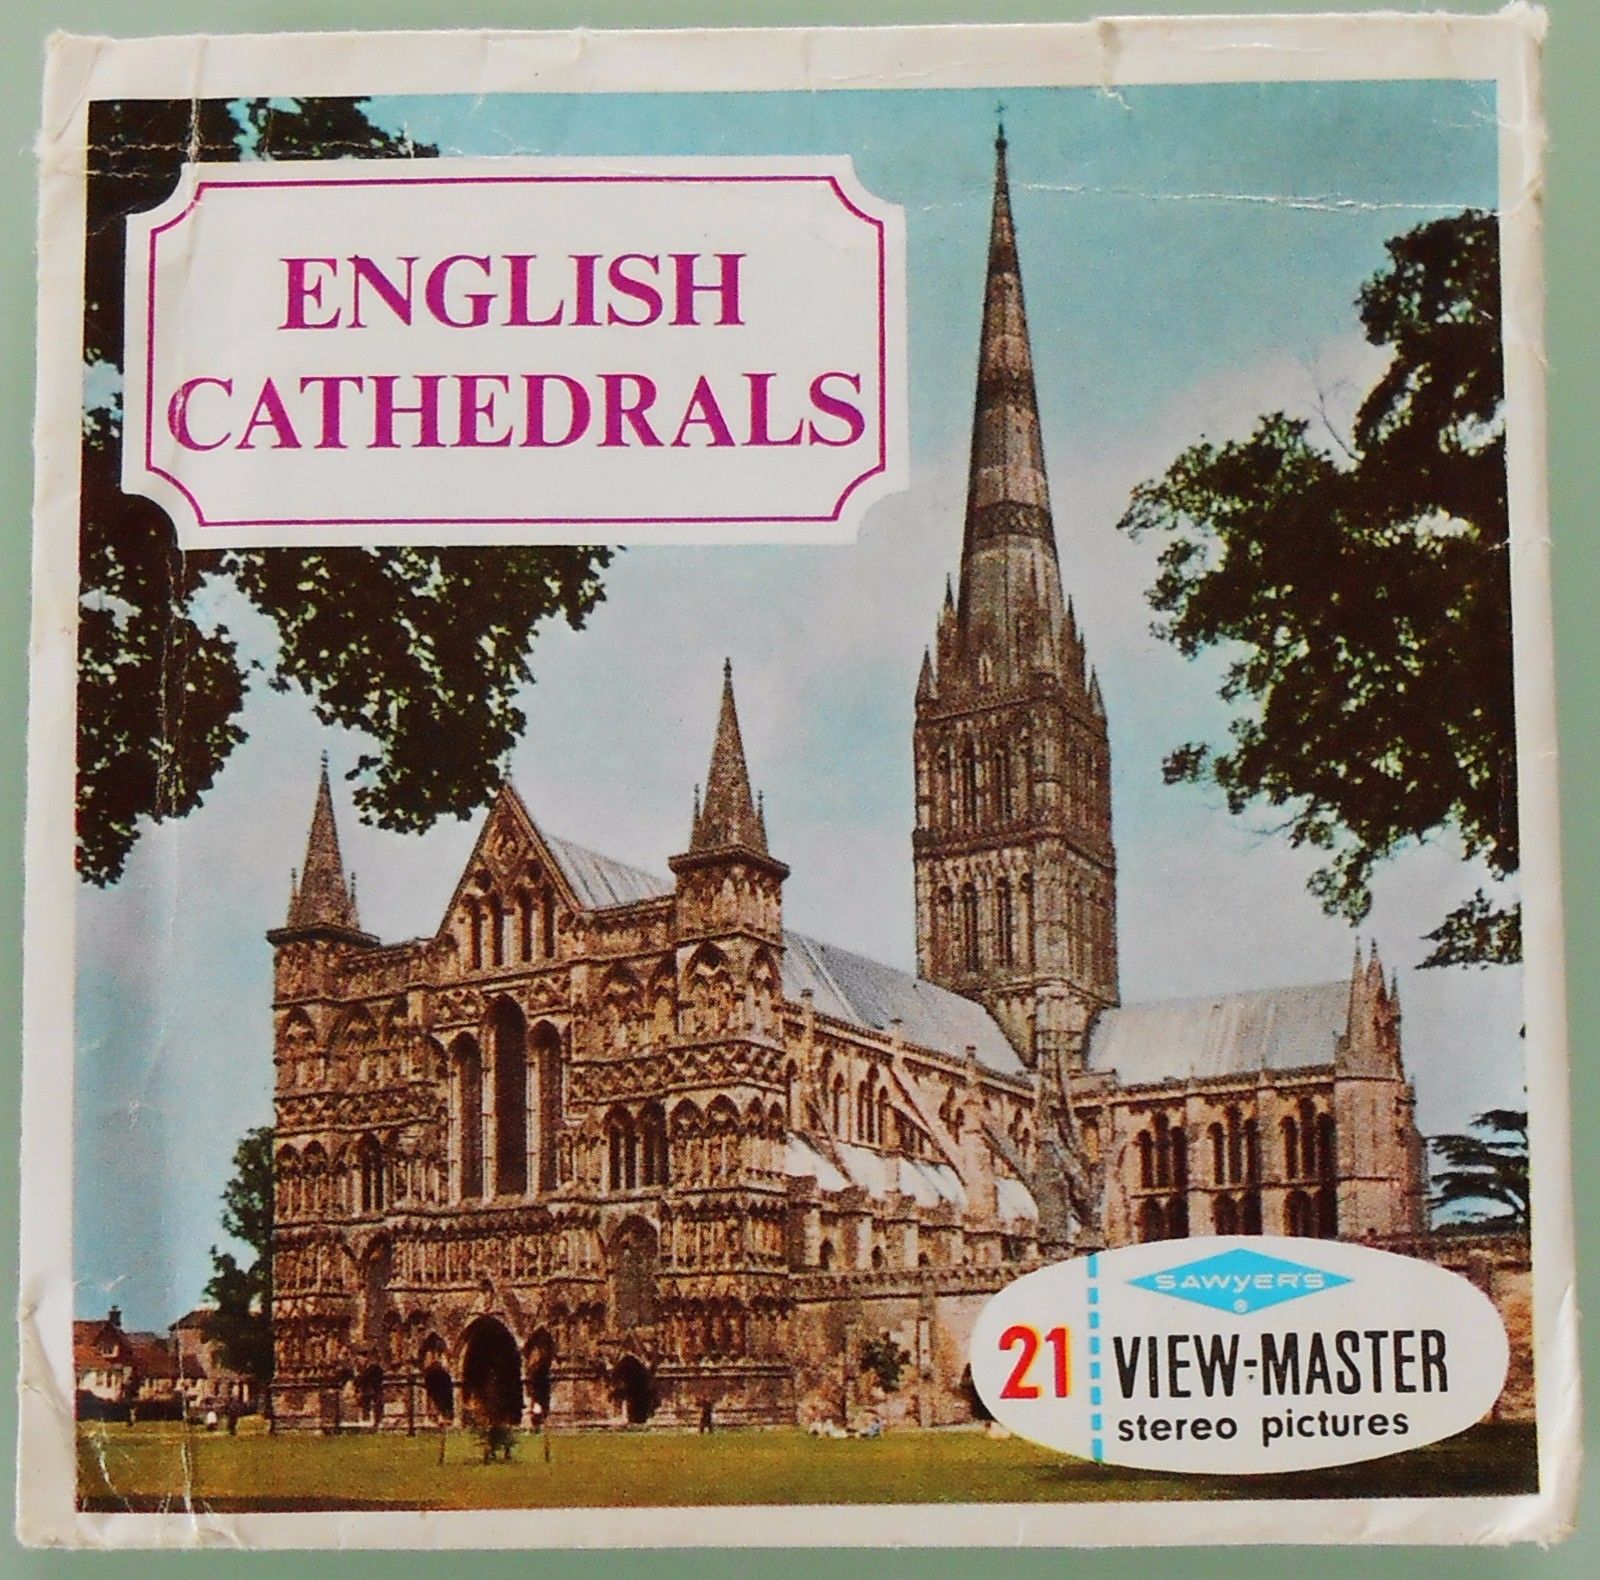 ENGLISH
CATHEDRALS
SAWYER'S
®
21
VIEW-MASTER
stereo pictures